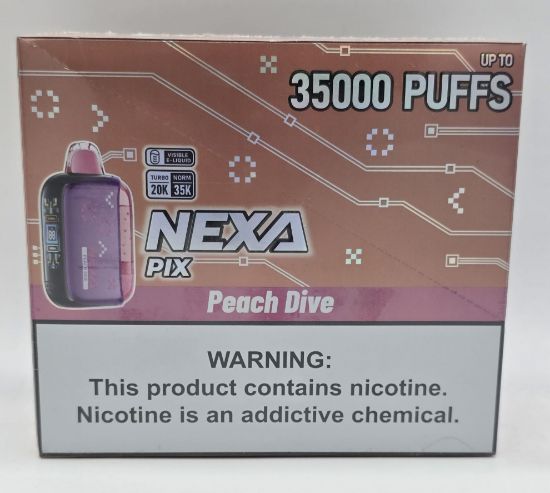 UP TO
35000 PUFFS
VISIBLE
E-LIQUID
TURBO NORM
20K 35K
NEXA
PIX
Peach Dive
WARNING:
This product contains nicotine.
Nicotine is an addictive chemical.